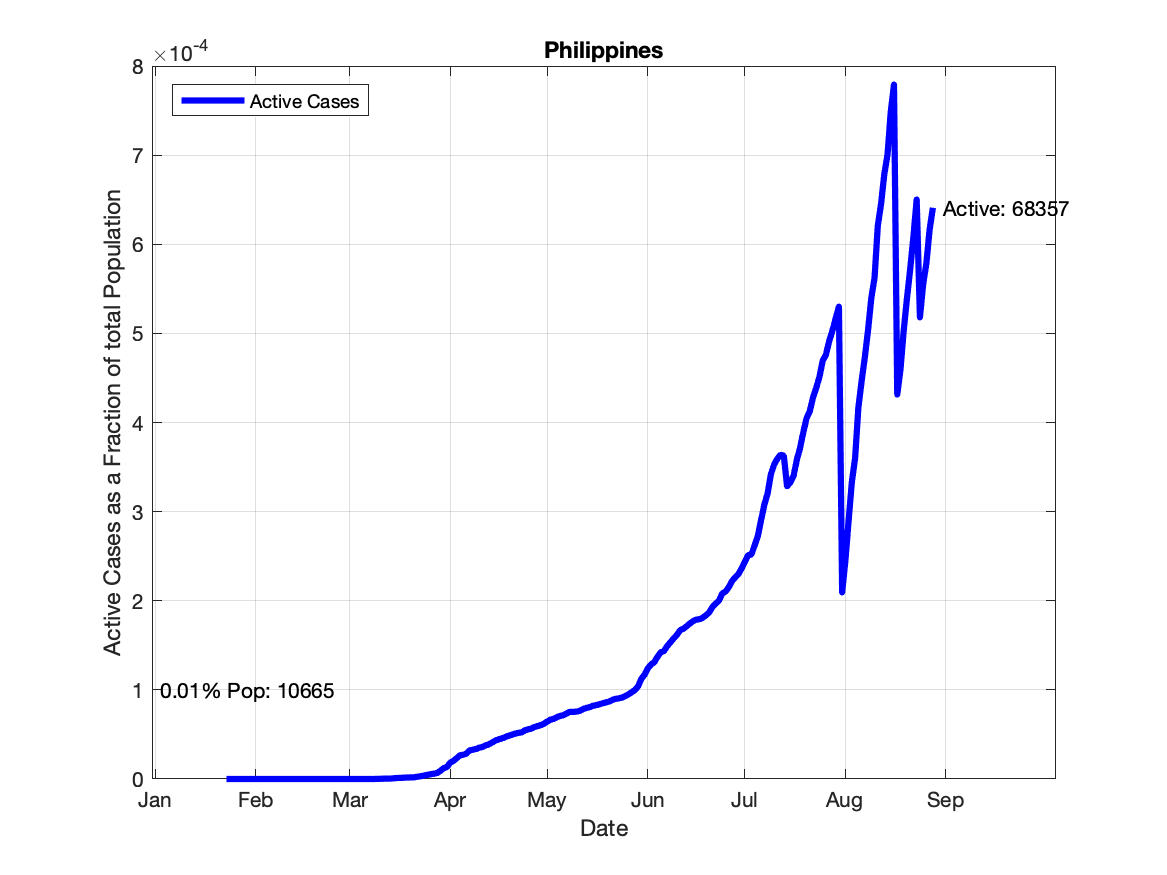 Philippines
×10-4
Active Cases
8
7
6
5
4
3
2
1
0
Active Cases as a Fraction of total Population
Active: 68357
0.01% Pop: 10665
Jan Feb Mar Apr May Jun Jul Aug Sep
Date